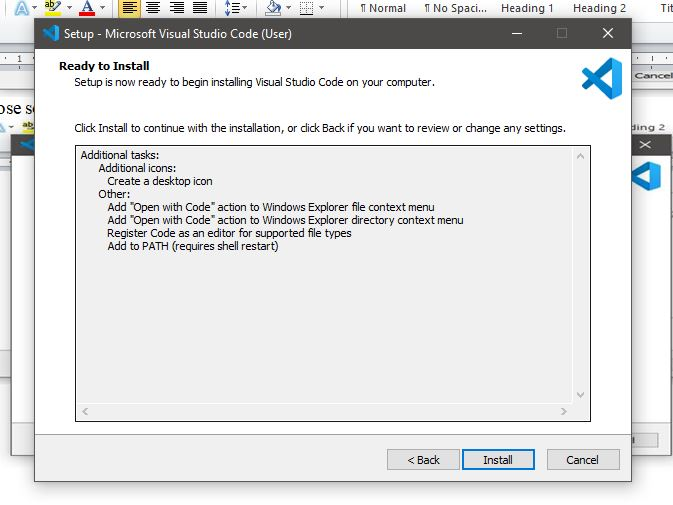 ¶ Normal ¶ No Spaci... Heading 1 Heading 2
Setup - Microsoft Visual Studio Code (User)
Ready to Install
Setup is now ready to begin installing Visual Studio Code on your computer.
Cancel
Click Install to continue with the installation, or click Back if you want to review or change any settings.
Additional tasks:
Additional icons:
Create a desktop icon
Other:
Add "Open with Code" action to Windows Explorer file context menu
Add "Open with Code" action to Windows Explorer directory context menu
Register Code as an editor for supported file types
Add to PATH (requires shell restart)
< Back Install Cancel